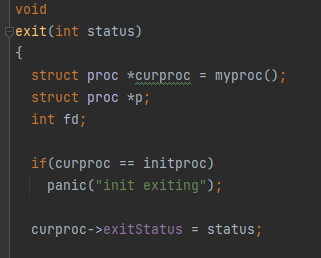 void
exit(int status)
{
  struct proc *curproc = myproc();
  struct proc *p;
  int fd;

  if(curproc == initproc)
    panic("init exiting");

  curproc->exitStatus = status;